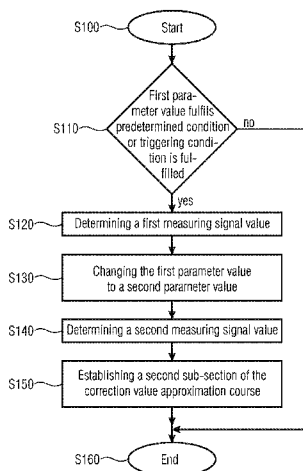 S100
Start
S110
First para-
meter value fulfils
predetermined condition
or triggering condi-
tion is ful-
filled
no
yes
S120
Determining a first measuring signal value
S130
Changing the first parameter value
to a second parameter value
S140
Determining a second measuring signal value
S150
Establishing a second sub-section of the
correction value approximation course
S160
End